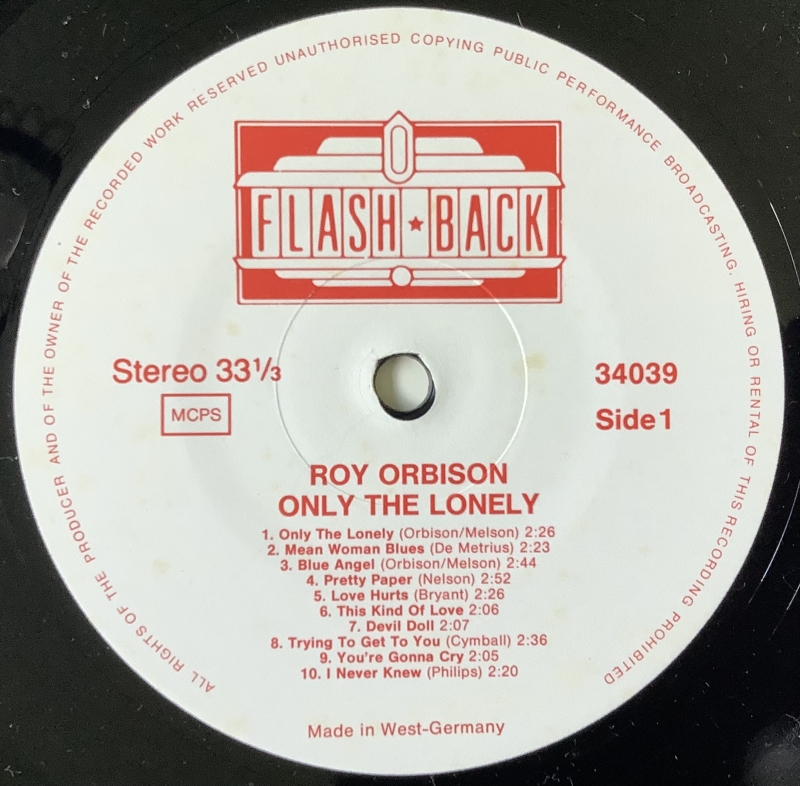 ALL RIGHTS OF THE PRODUCER AND OF THE OWNER OF THE RECORDED WORK RESERVED UNAUTHORISED COPYING PUBLIC PERFORMANCE BROADCASTING, HIRING OR RENTAL OF THIS RECORDING PROHIBITED
FLASH★BACK
Stereo 33⅓
MCPS
34039
Side 1
ROY ORBISON
ONLY THE LONELY
1. Only The Lonely (Orbison/Melson) 2:26
2. Mean Woman Blues (De Metrius) 2:23
3. Blue Angel (Orbison/Melson) 2:44
4. Pretty Paper (Nelson) 2:52
5. Love Hurts (Bryant) 2:26
6. This Kind Of Love 2:06
7. Devil Doll 2:07
8. Trying To Get To You (Cymball) 2:36
9. You're Gonna Cry 2:05
10. I Never Knew (Philips) 2:20
Made in West-Germany